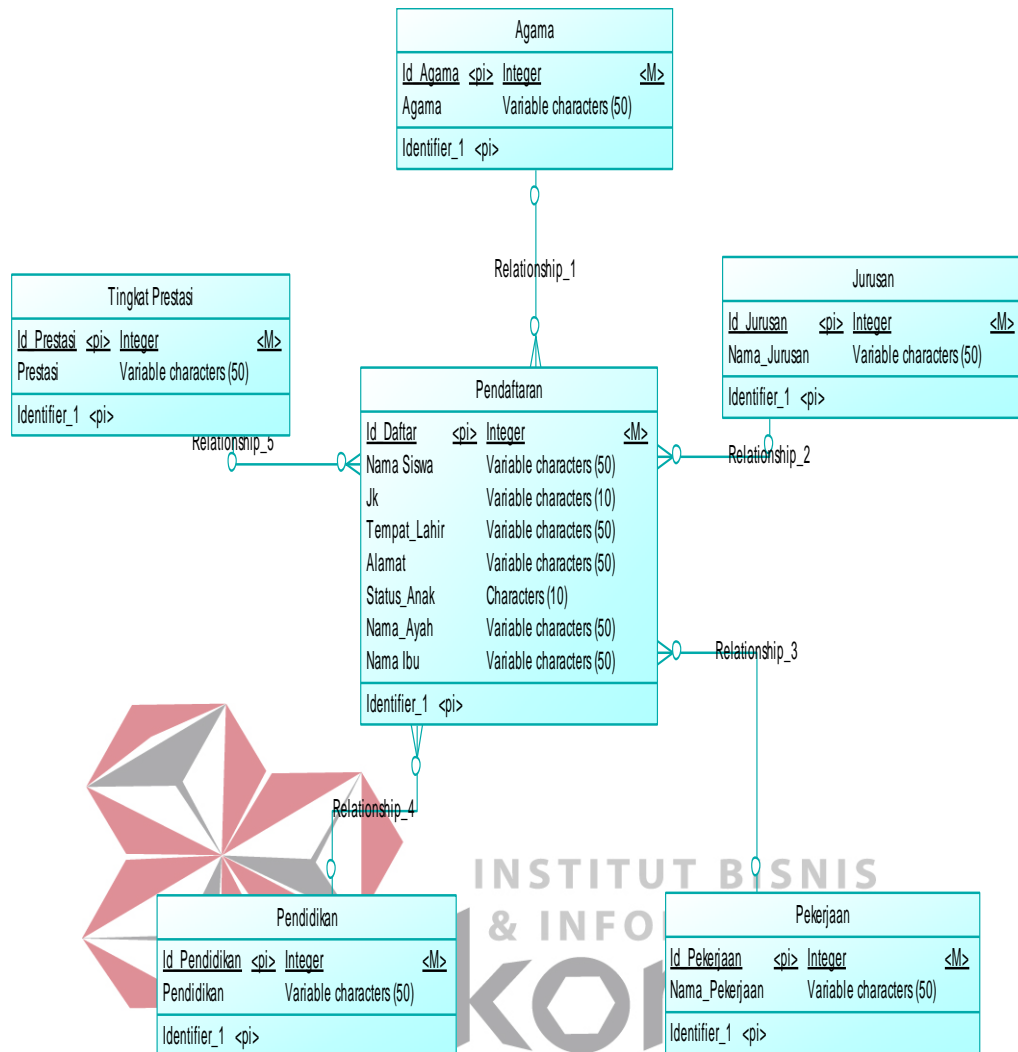 Agama
Id_Agama <pi> Integer <M>
Agama Variable characters (50)
Identifier_1 <pi>
Relationship_1
Tingkat Prestasi
Id_Prestasi <pi> Integer <M>
Prestasi Variable characters (50)
Identifier_1 <pi>
Relationship_5
Jurusan
Id_Jurusan <pi> Integer <M>
Nama_Jurusan Variable characters (50)
Identifier_1 <pi>
Relationship_2
Pendaftaran
Id_Daftar <pi> Integer <M>
Nama Siswa Variable characters (50)
Jk Variable characters (10)
Tempat_Lahir Variable characters (50)
Alamat Variable characters (50)
Status_Anak Characters (10)
Nama_Ayah Variable characters (50)
Nama Ibu Variable characters (50)
Identifier_1 <pi>
Relationship_3
Relationship_4
INSTITUT BISNIS
& INFO
Pendidikan
Id_Pendidikan <pi> Integer <M>
Pendidikan Variable characters (50)
Identifier_1 <pi>
Pekerjaan
Id_Pekerjaan <pi> Integer <M>
Nama_Pekerjaan Variable characters (50)
Identifier_1 <pi>